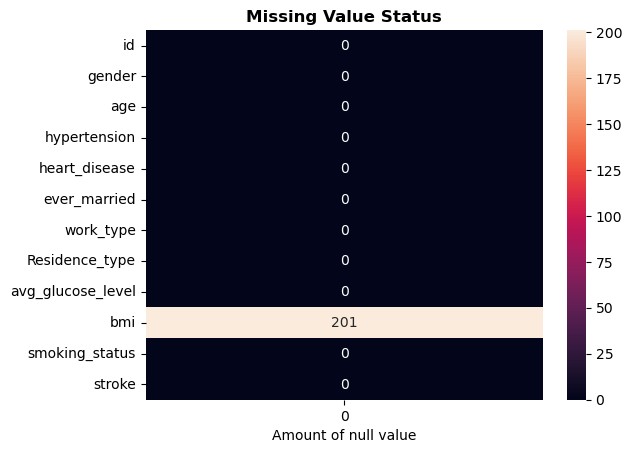 Missing Value Status
id 0
gender 0
age 0
hypertension 0
heart_disease 0
ever_married 0
work_type 0
Residence_type 0
avg_glucose_level 0
bmi 201
smoking_status 0
stroke 0
0
Amount of null value
200
175
150
125
100
75
50
25
0